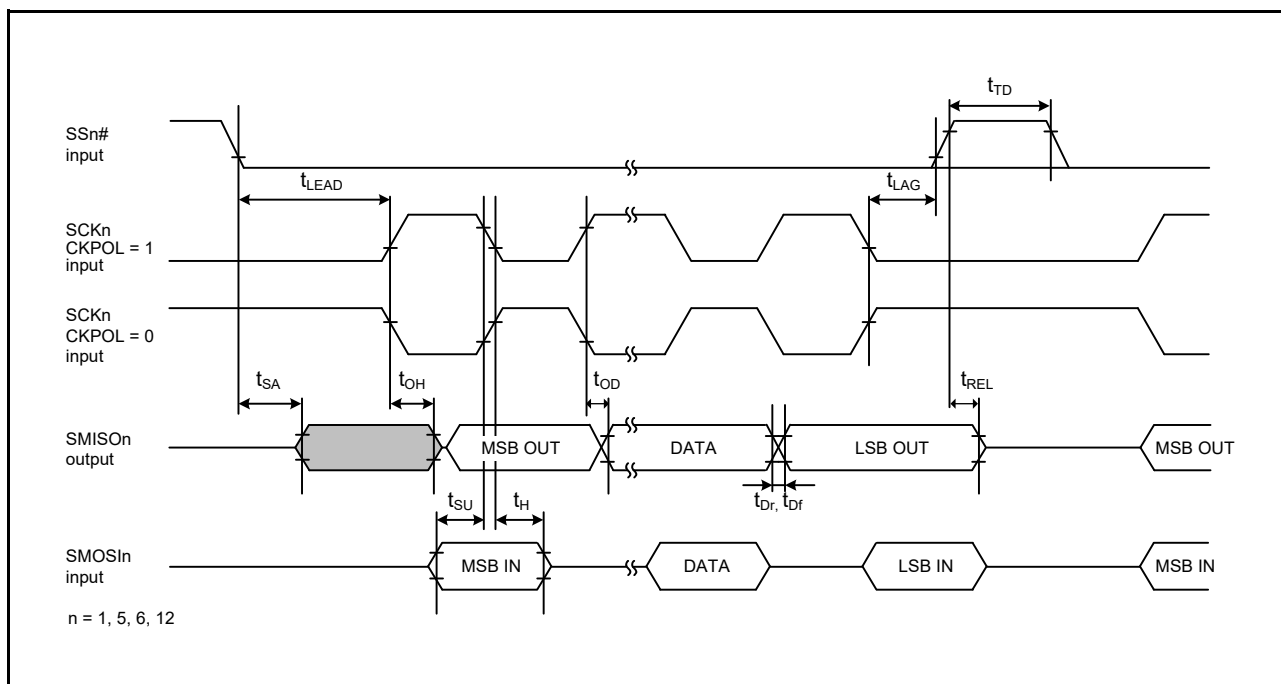 tTD
SSn#
input
tLEAD
tLAG
SCKn
CKPOL = 1
input
SCKn
CKPOL = 0
input
tSA
tOH
tOD
tREL
SMISOn
output
MSB OUT
DATA
LSB OUT
MSB OUT
tSU
tH
tDr, tDf
SMOSIn
input
MSB IN
DATA
LSB IN
MSB IN
n = 1, 5, 6, 12